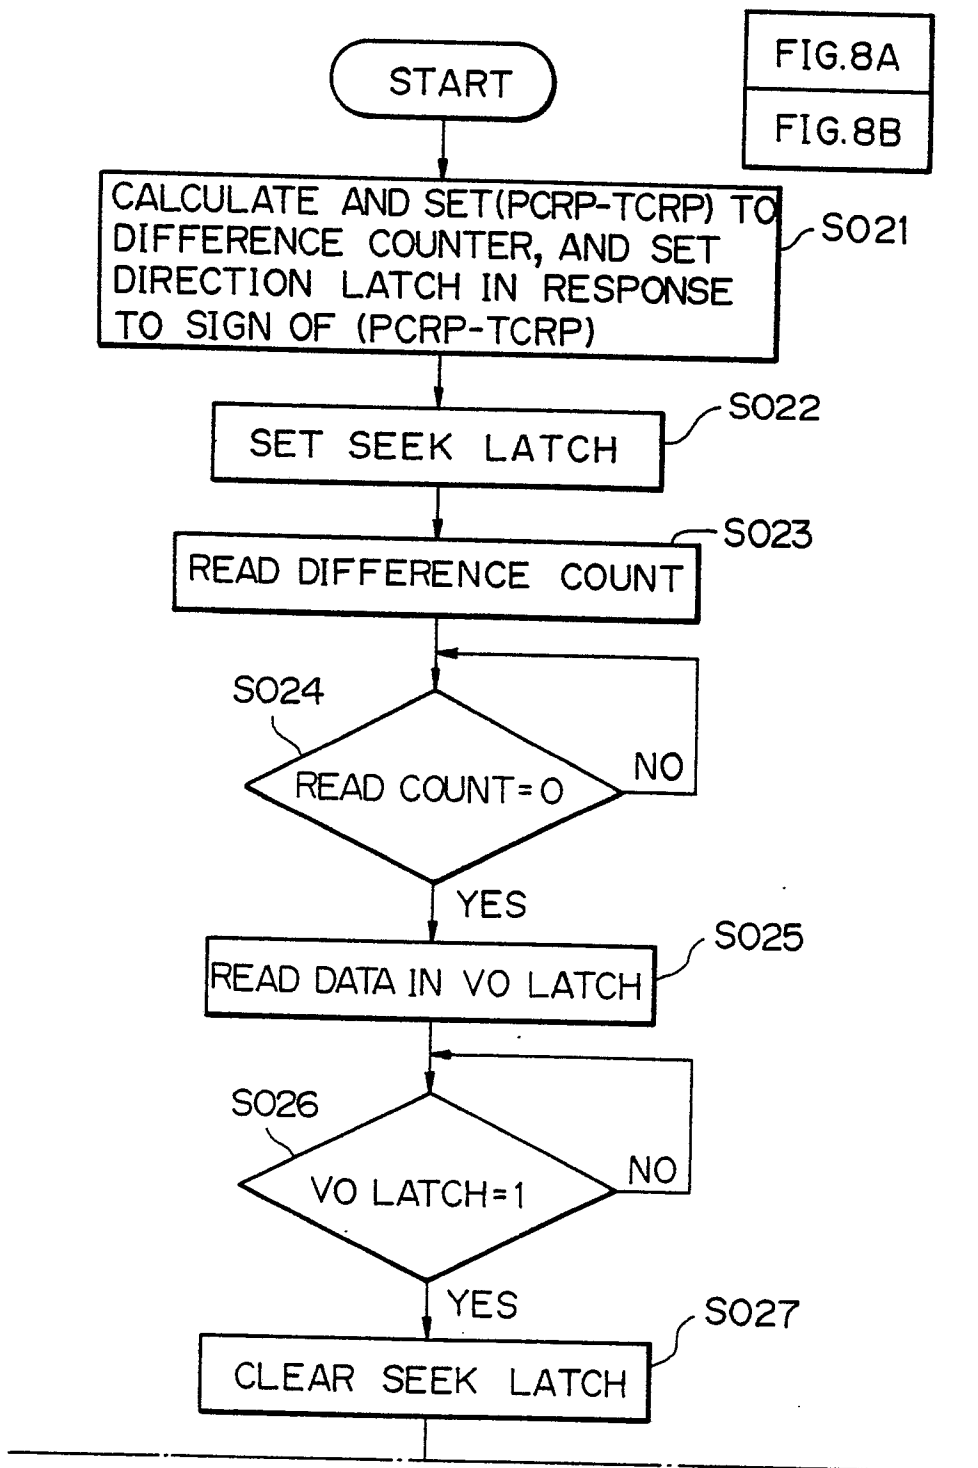 FIG.8A
FIG.8B
START
CALCULATE AND SET(PCRP-TCRP) TO
DIFFERENCE COUNTER, AND SET
DIRECTION LATCH IN RESPONSE
TO SIGN OF (PCRP-TCRP)
S021
SET SEEK LATCH
S022
READ DIFFERENCE COUNT
S023
S024
READ COUNT=0
NO
YES
READ DATA IN VO LATCH
S025
S026
VO LATCH=1
NO
YES
CLEAR SEEK LATCH
S027